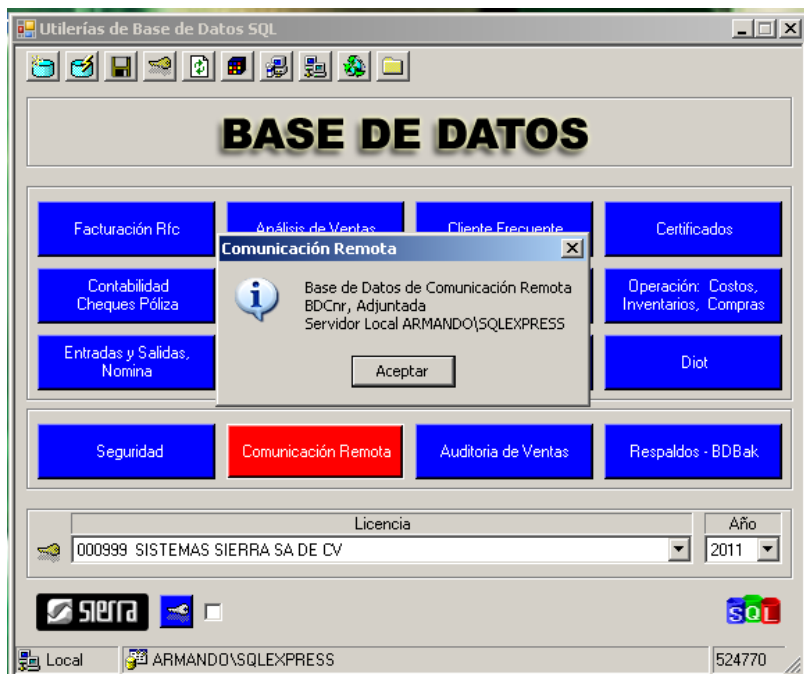 Utilerías de Base de Datos SQL
BASE DE DATOS
Facturación Rfc
Análisis de Ventas
Cliente Frecuente
Certificados
Comunicación Remota
Base de Datos de Comunicación Remota
BDCnr, Adjuntada
Servidor Local ARMANDO\SQLEXPRESS
Aceptar
Contabilidad
Cheques Póliza
Operación: Costos,
Inventarios, Compras
Entradas y Salidas,
Nomina
Diot
Seguridad
Comunicación Remota
Auditoria de Ventas
Respaldos - BDBak
Licencia
Año
000999 SISTEMAS SIERRA SA DE CV
2011
sierra
SQL
Local
ARMANDO\SQLEXPRESS
524770